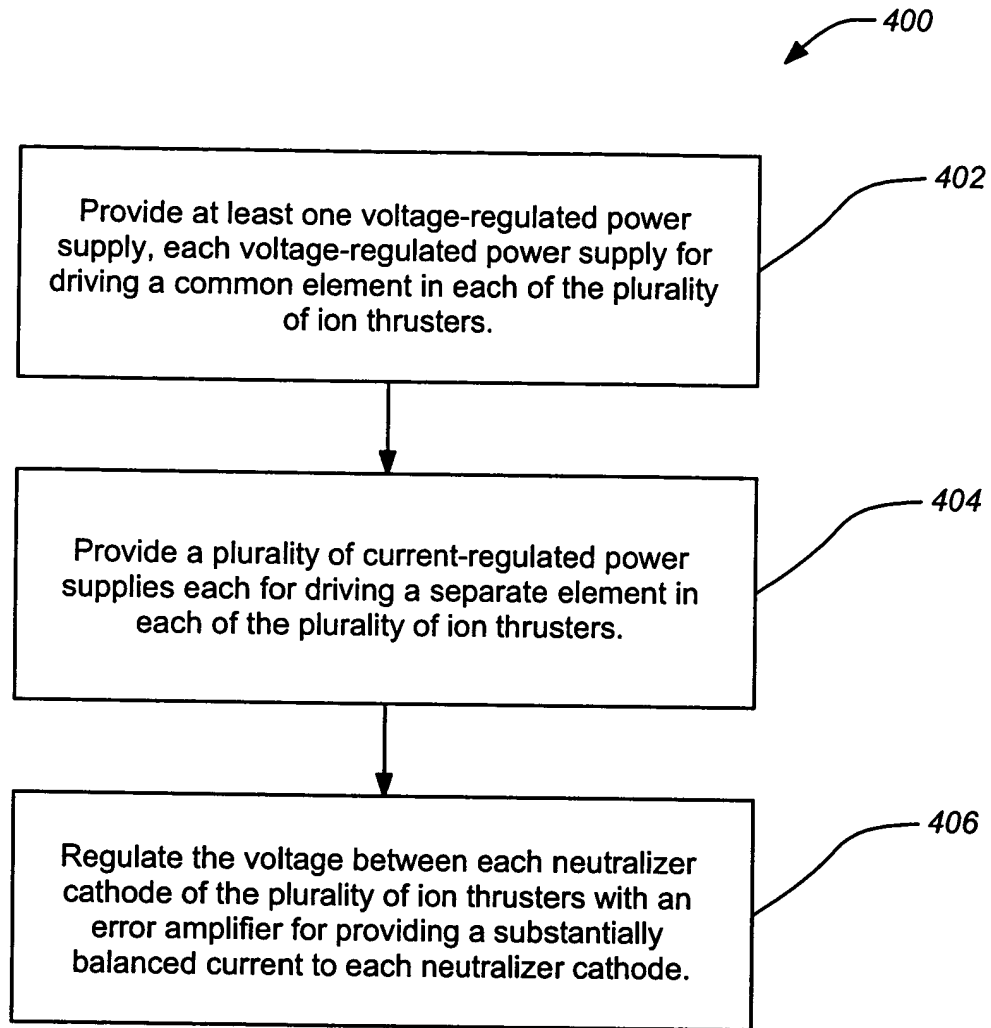 400
Provide at least one voltage-regulated power
supply, each voltage-regulated power supply for
driving a common element in each of the plurality
of ion thrusters.
402
Provide a plurality of current-regulated power
supplies each for driving a separate element in
each of the plurality of ion thrusters.
404
Regulate the voltage between each neutralizer
cathode of the plurality of ion thrusters with an
error amplifier for providing a substantially
balanced current to each neutralizer cathode.
406